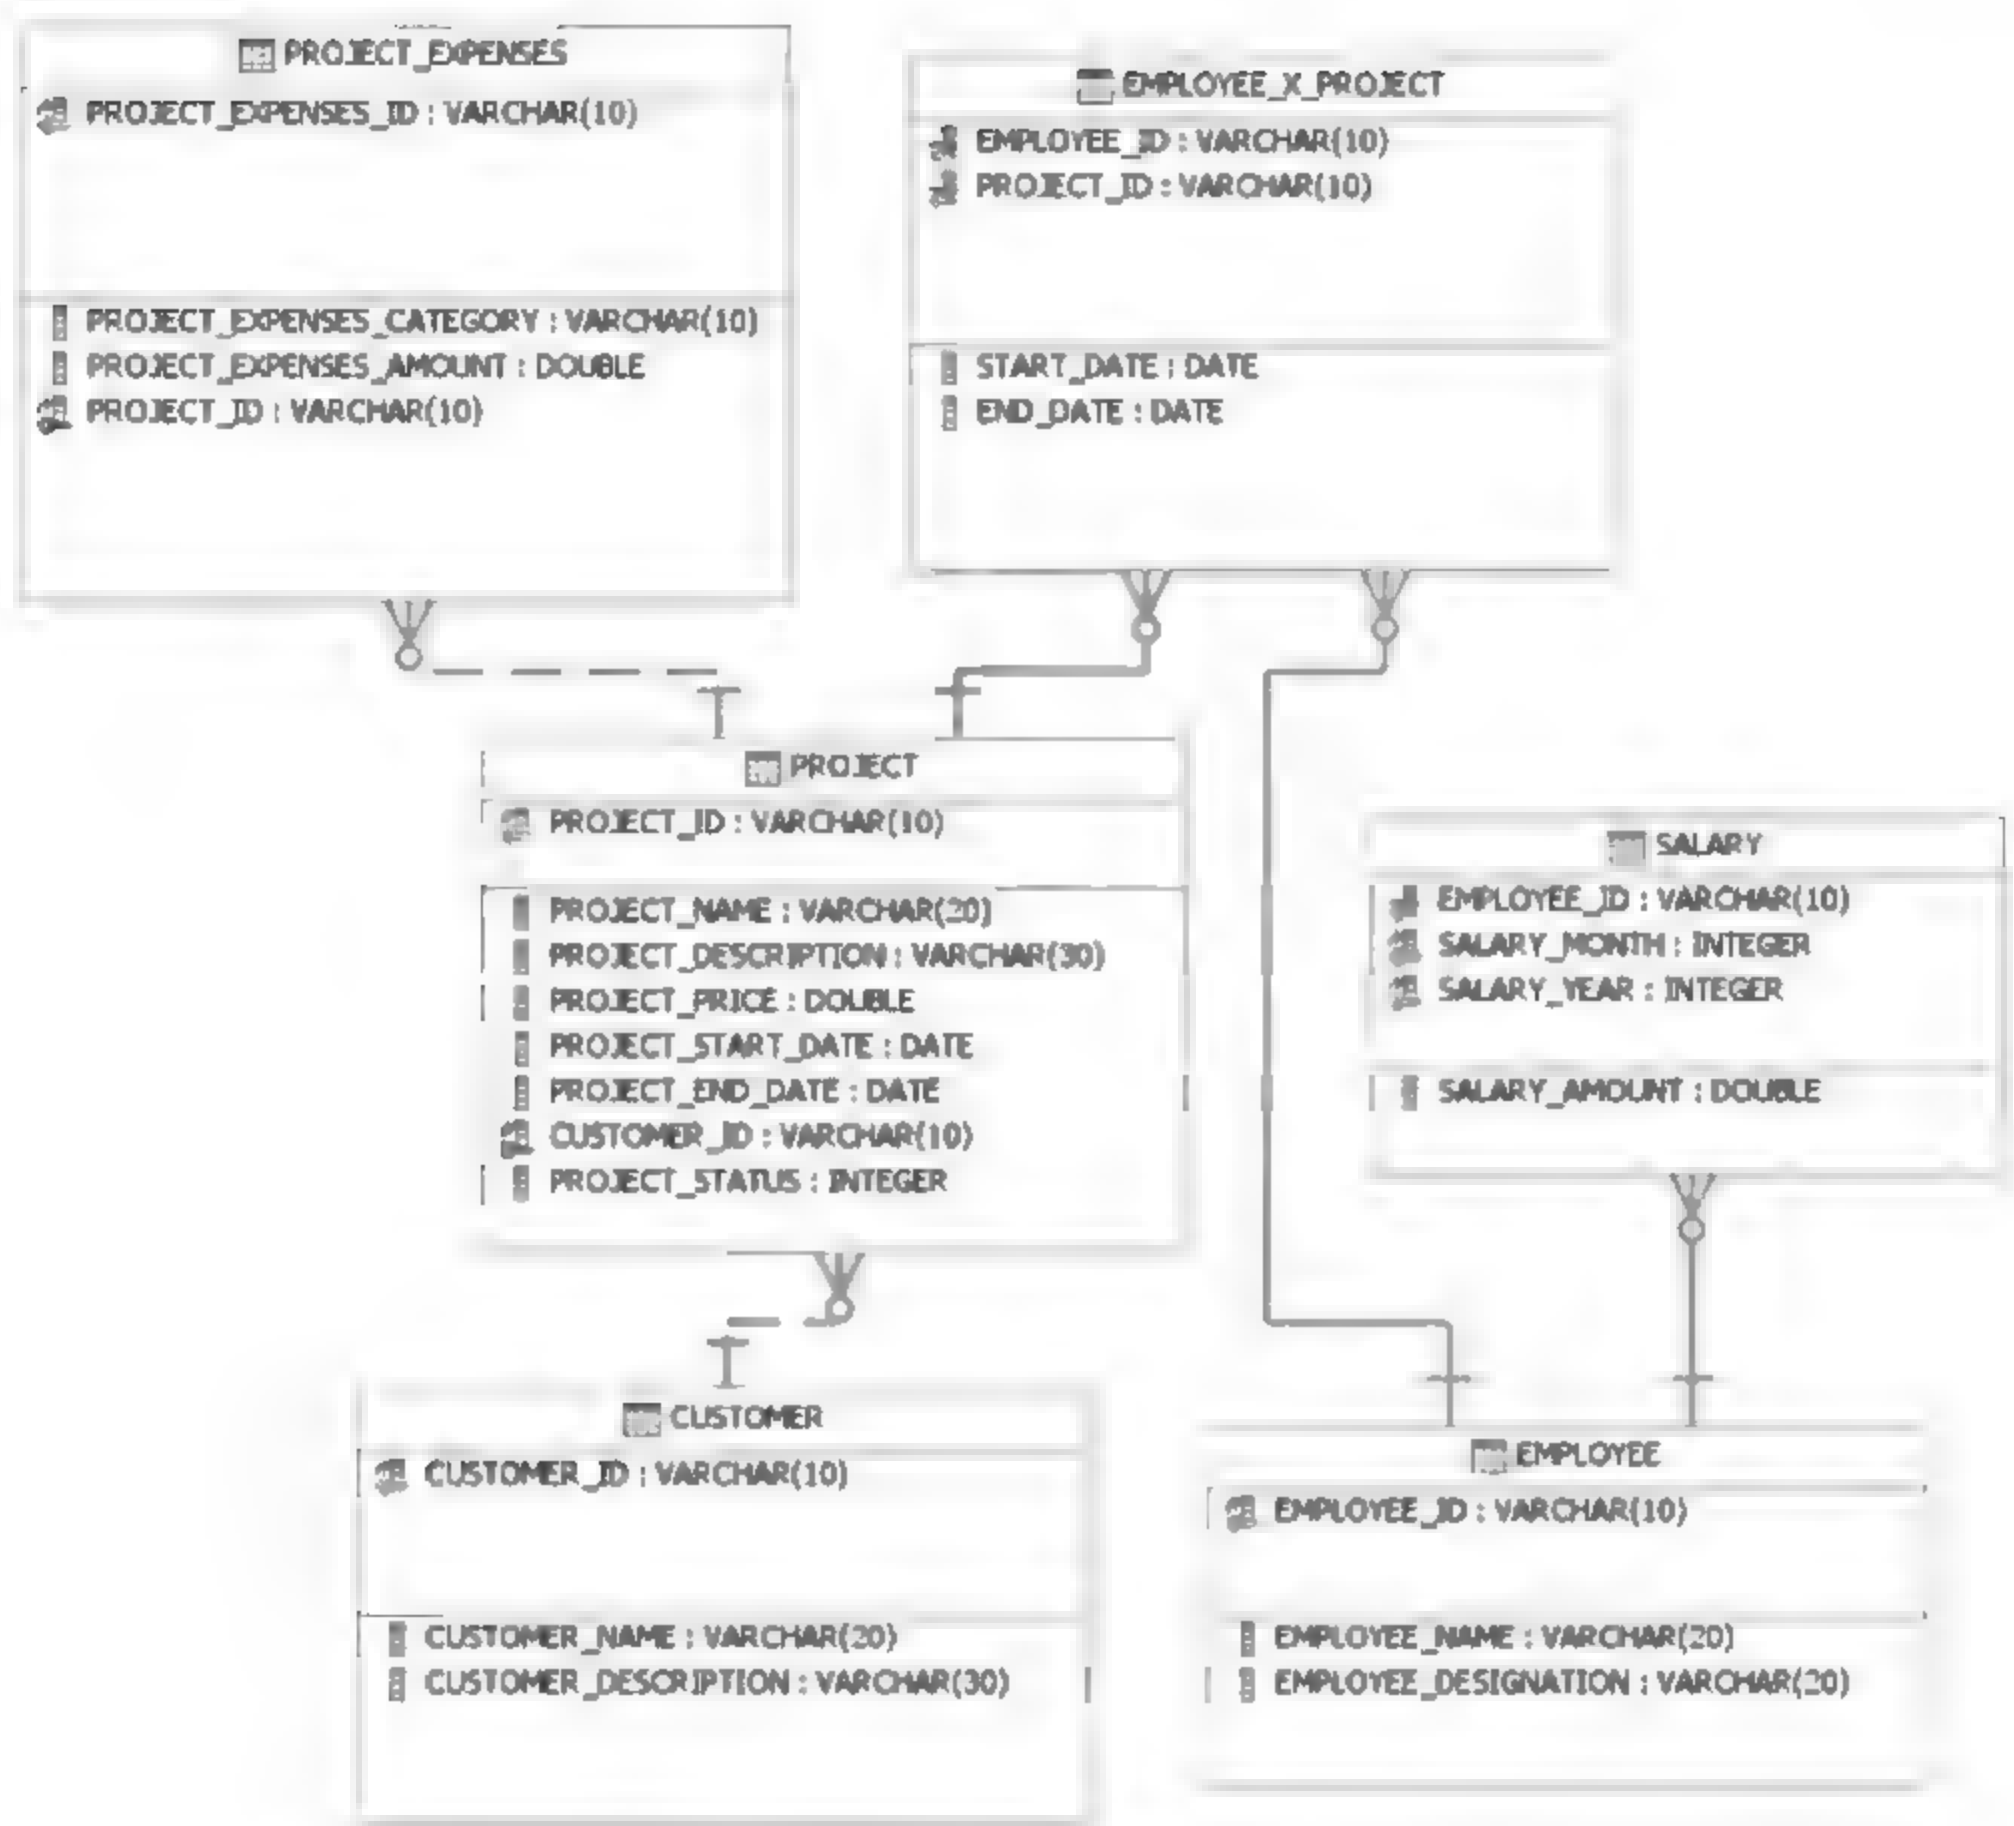 PROJECT_EXPENSES
PROJECT_EXPENSES_ID : VARCHAR(10)
PROJECT_EXPENSES_CATEGORY : VARCHAR(10)
PROJECT_EXPENSES_AMOUNT : DOUBLE
PROJECT_ID : VARCHAR(10)
EMPLOYEE_X_PROJECT
EMPLOYEE_ID : VARCHAR(10)
PROJECT_ID : VARCHAR(10)
START_DATE : DATE
END_DATE : DATE
PROJECT
PROJECT_ID : VARCHAR(10)
PROJECT_NAME : VARCHAR(20)
PROJECT_DESCRIPTION : VARCHAR(30)
PROJECT_PRICE : DOUBLE
PROJECT_START_DATE : DATE
PROJECT_END_DATE : DATE
CUSTOMER_ID : VARCHAR(10)
PROJECT_STATUS : INTEGER
SALARY
EMPLOYEE_ID : VARCHAR(10)
SALARY_MONTH : INTEGER
SALARY_YEAR : INTEGER
SALARY_AMOUNT : DOUBLE
CUSTOMER
CUSTOMER_ID : VARCHAR(10)
CUSTOMER_NAME : VARCHAR(20)
CUSTOMER_DESCRIPTION : VARCHAR(30)
EMPLOYEE
EMPLOYEE_ID : VARCHAR(10)
EMPLOYEE_NAME : VARCHAR(20)
EMPLOYEE_DESIGNATION : VARCHAR(20)